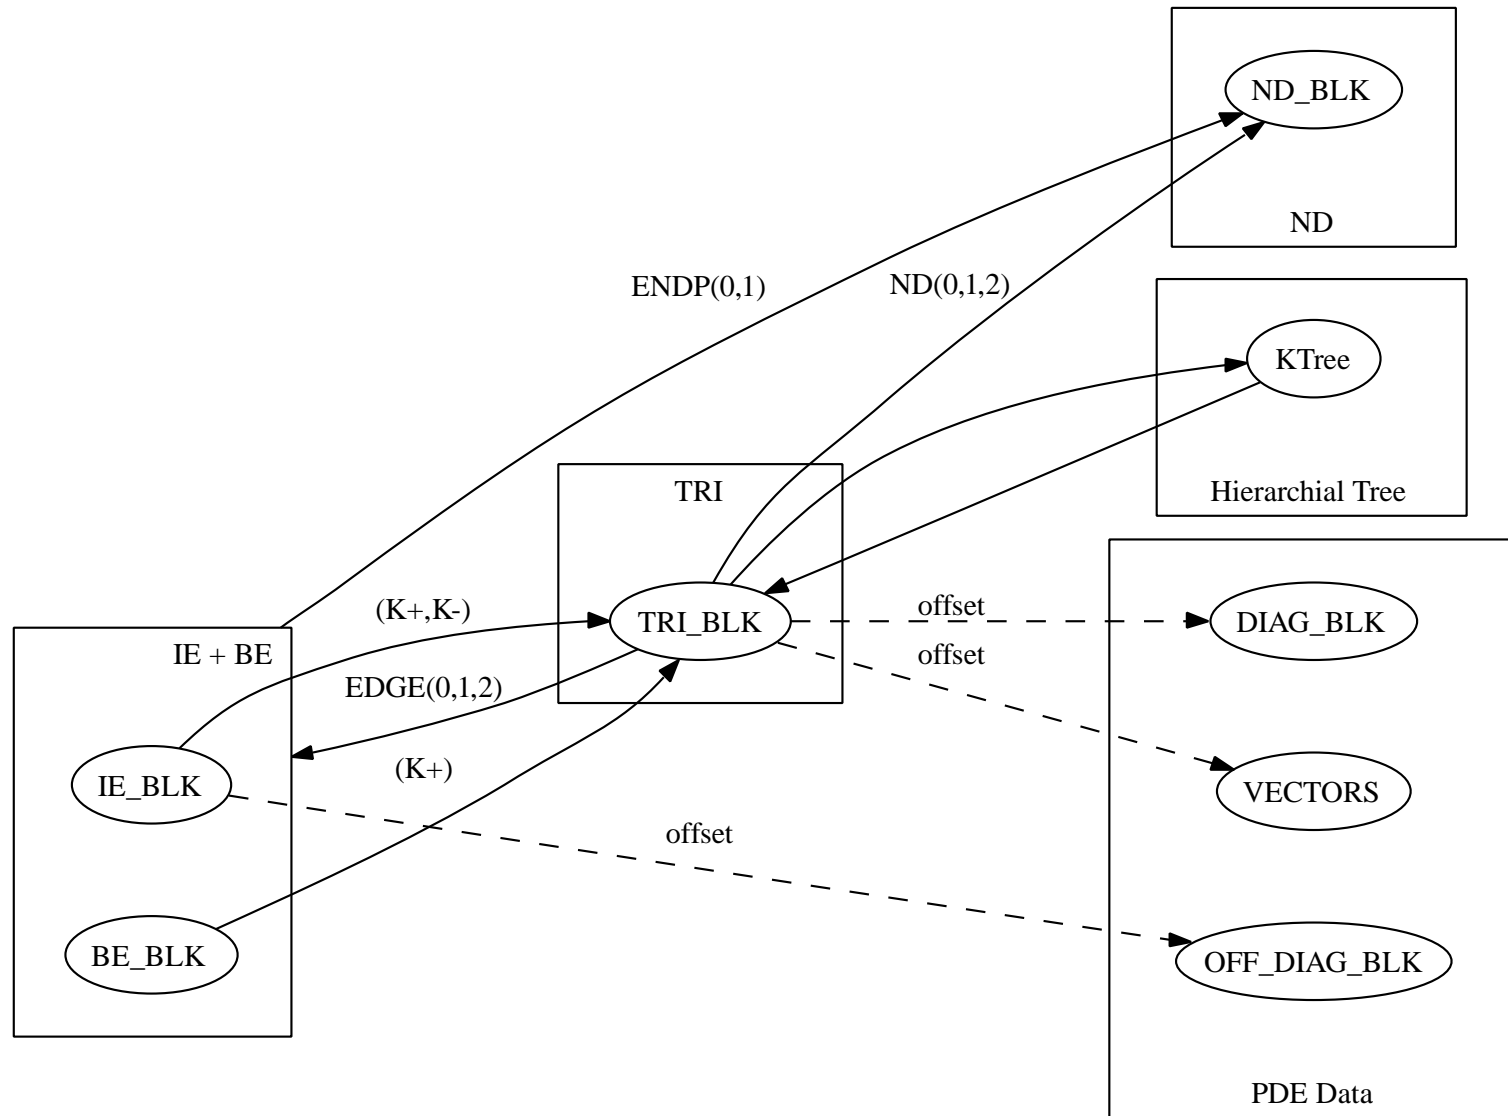 ND_BLK
ND
ENDP(0,1)
ND(0,1,2)
KTree
Hierarchial Tree
TRI
(K+,K-)
TRI_BLK
offset
DIAG_BLK
IE + BE
offset
EDGE(0,1,2)
(K+)
IE_BLK
VECTORS
offset
BE_BLK
OFF_DIAG_BLK
PDE Data